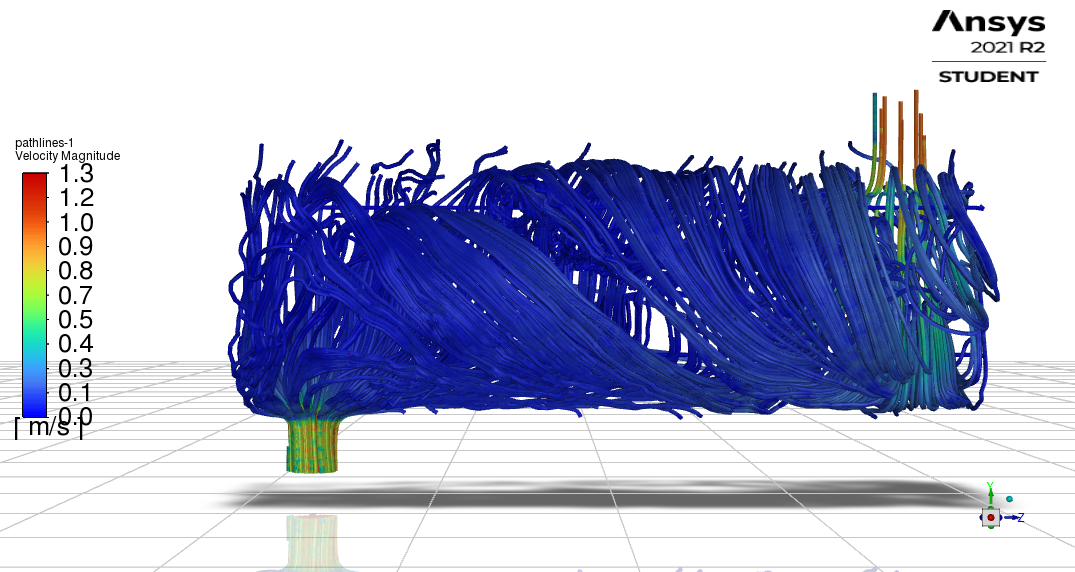 Ansys
2021 R2
STUDENT
pathlines-1
Velocity Magnitude
1.3
1.2
1.0
0.9
0.8
0.7
0.5
0.4
0.3
0.1
0.0
[ m/s ]
Y
Z